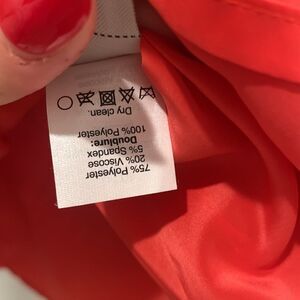 75% Polyester
20% Viscose
5% Spandex
Doublure:
100% Polyester
Dry clean.